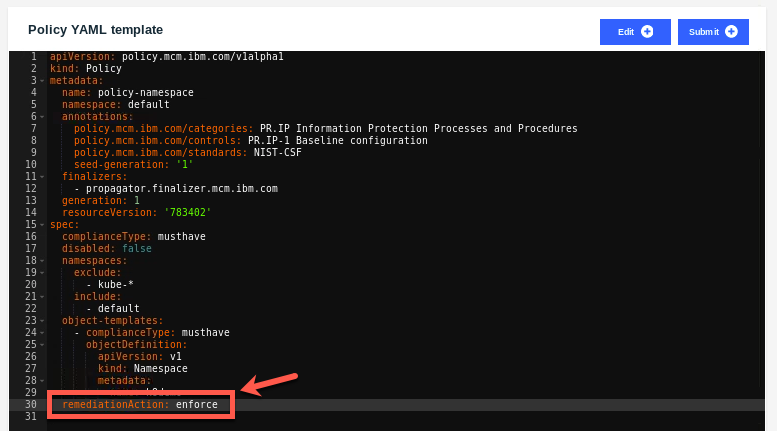 Policy YAML template
Edit
Submit
1 apiVersion: policy.mcm.ibm.com/v1alpha1
2 kind: Policy
3 metadata:
4 name: policy-namespace
5 namespace: default
6 annotations:
7 policy.mcm.ibm.com/categories: PR.IP Information Protection Processes and Procedures
8 policy.mcm.ibm.com/controls: PR.IP-1 Baseline configuration
9 policy.mcm.ibm.com/standards: NIST-CSF
10 seed-generation: '1'
11 finalizers:
12 - propagator.finalizer.mcm.ibm.com
13 generation: 1
14 resourceVersion: '783402'
15 spec:
16 complianceType: musthave
17 disabled: false
18 namespaces:
19 exclude:
20 - kube-*
21 include:
22 - default
23 object-templates:
24 - complianceType: musthave
25 objectDefinition:
26 apiVersion: v1
27 kind: Namespace
28 metadata:
29
30 remediationAction: enforce
31